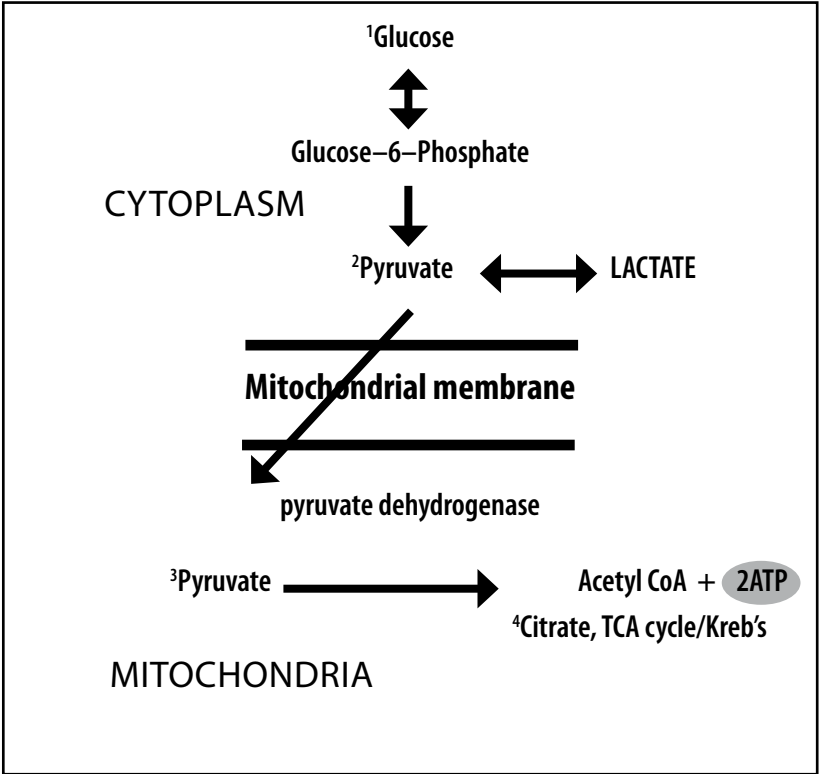 ¹Glucose
Glucose–6–Phosphate
CYTOPLASM
²Pyruvate LACTATE
Mitochondrial membrane
pyruvate dehydrogenase
³Pyruvate Acetyl CoA + 2ATP
⁴Citrate, TCA cycle/Kreb’s
MITOCHONDRIA